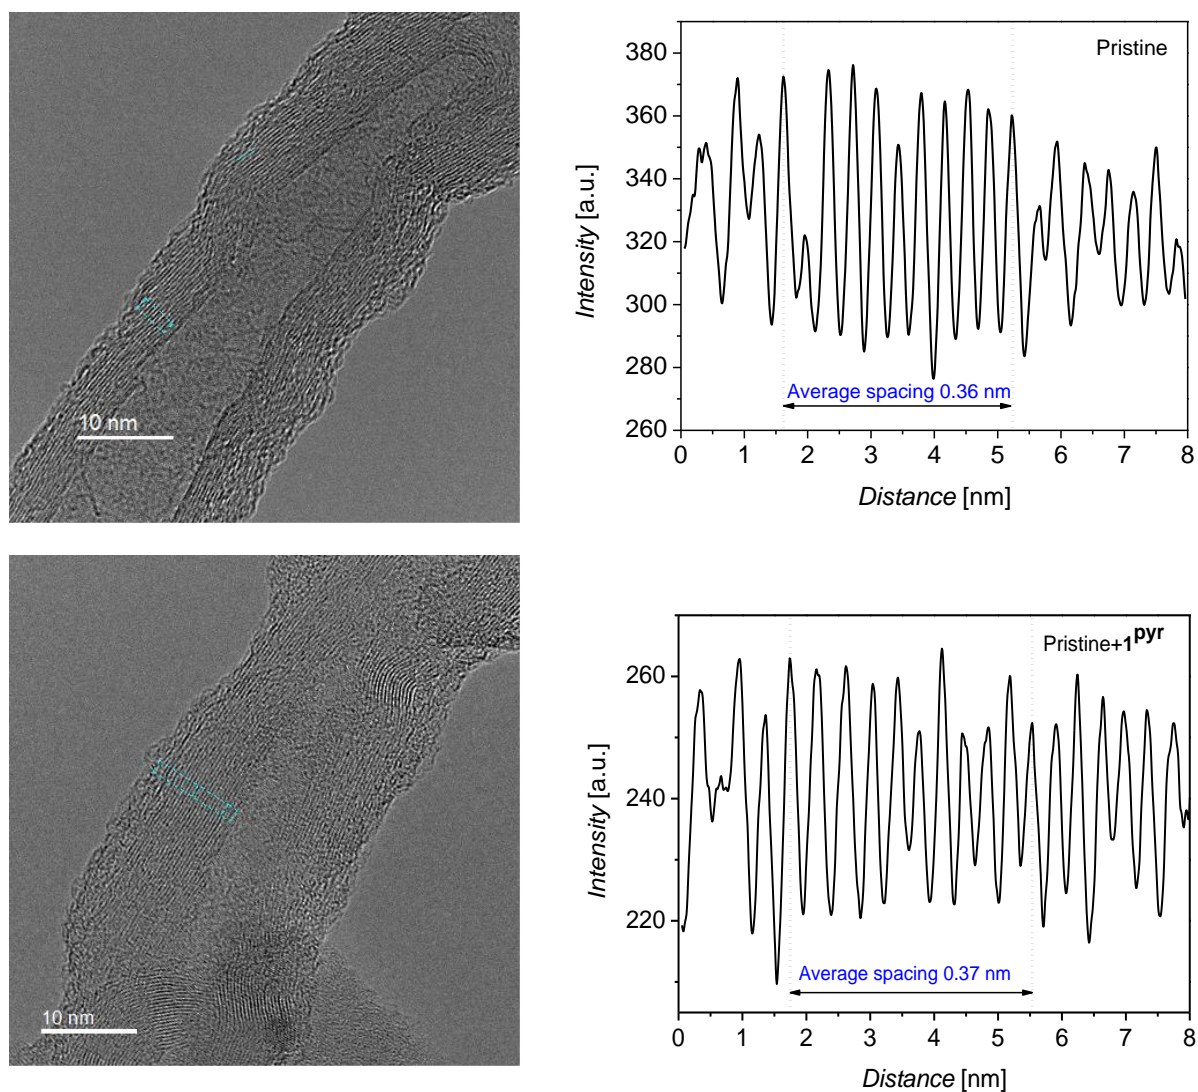 10 nm
Pristine
380
360
340
320
300
280
260
Intensity [a.u.]
Average spacing 0.36 nm
0 1 2 3 4 5 6 7 8
Distance [nm]
10 nm
Pristine+1pyr
260
240
220
Intensity [a.u.]
Average spacing 0.37 nm
0 1 2 3 4 5 6 7 8
Distance [nm]